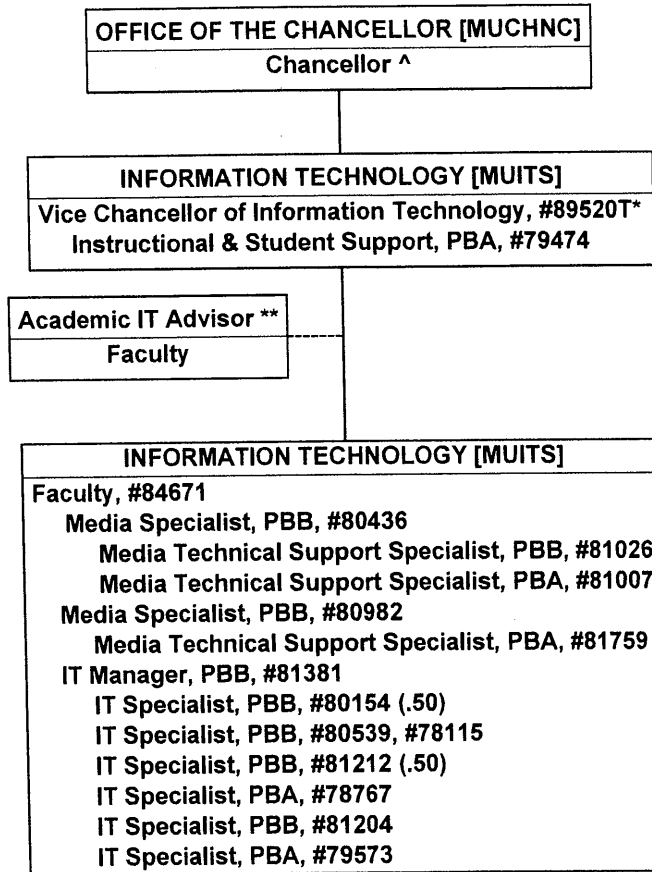 OFFICE OF THE CHANCELLOR [MUCHNC]
Chancellor ^
INFORMATION TECHNOLOGY [MUITS]
Vice Chancellor of Information Technology, #89520T*
Instructional & Student Support, PBA, #79474
Academic IT Advisor **
Faculty
INFORMATION TECHNOLOGY [MUITS]
Faculty, #84671
Media Specialist, PBB, #80436
Media Technical Support Specialist, PBB, #81026
Media Technical Support Specialist, PBA, #81007
Media Specialist, PBB, #80982
Media Technical Support Specialist, PBA, #81759
IT Manager, PBB, #81381
IT Specialist, PBB, #80154 (.50)
IT Specialist, PBB, #80539, #78115
IT Specialist, PBB, #81212 (.50)
IT Specialist, PBA, #78767
IT Specialist, PBB, #81204
IT Specialist, PBA, #79573